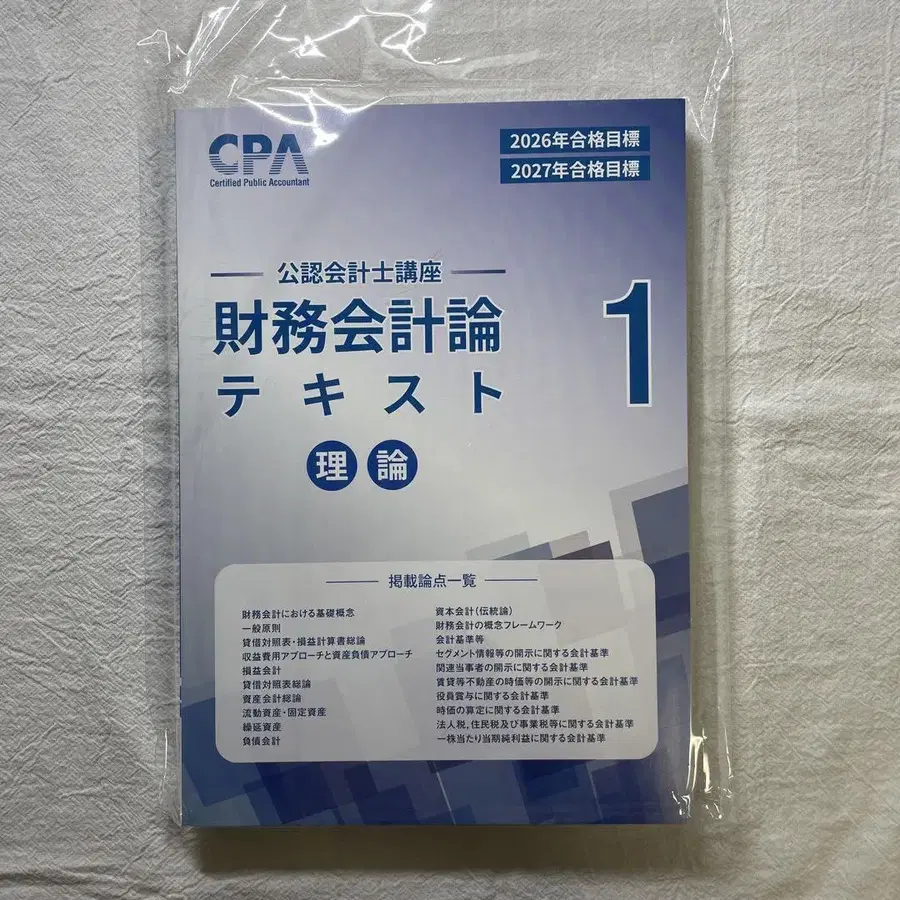 CPA
Certified Public Accountant
2026年合格目標
2027年合格目標
公認会計士講座
財務会計論
テキスト
1
理論
掲載論点一覧
財務会計における基礎概念
一般原則
貸借対照表・損益計算書総論
収益費用アプローチと資産負債アプローチ
損益会計
貸借対照表総論
資産会計総論
流動資産・固定資産
繰延資産
負債会計
資本会計(伝統論)
財務会計の概念フレームワーク
会計基準等
セグメント情報等の開示に関する会計基準
関連当事者の開示に関する会計基準
賃貸等不動産の時価等の開示に関する会計基準
役員賞与に関する会計基準
時価の算定に関する会計基準
法人税,住民税及び事業税等に関する会計基準
一株当たり当期純利益に関する会計基準